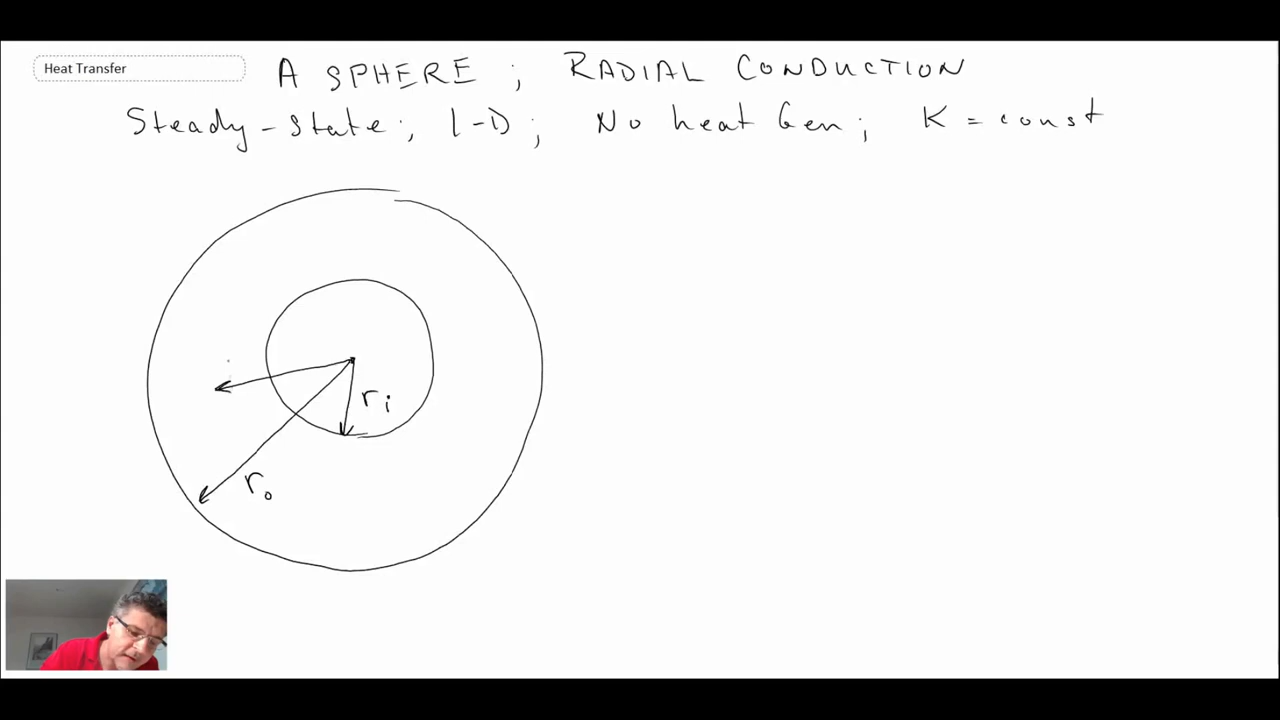 Heat Transfer
A SPHERE ; RADIAL CONDUCTION
Steady-State; 1-D; No heat Gen; K = const
ri
ro